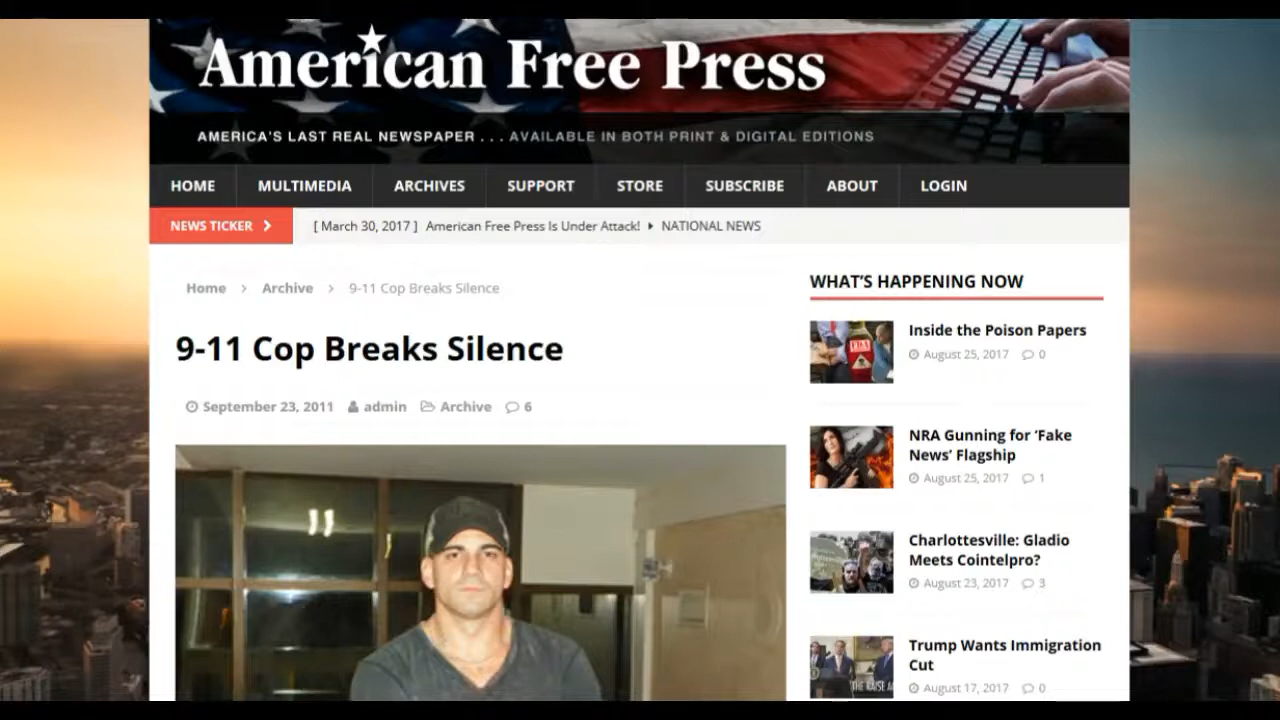 American Free Press
AMERICA'S LAST REAL NEWSPAPER . . . AVAILABLE IN BOTH PRINT & DIGITAL EDITIONS
HOME MULTIMEDIA ARCHIVES SUPPORT STORE SUBSCRIBE ABOUT LOGIN
NEWS TICKER [ March 30, 2017 ] American Free Press Is Under Attack! NATIONAL NEWS
Home > Archive > 9-11 Cop Breaks Silence
9-11 Cop Breaks Silence
September 23, 2011 admin Archive 6
WHAT'S HAPPENING NOW
Inside the Poison Papers
August 25, 2017 0
NRA Gunning for 'Fake
News' Flagship
August 25, 2017 1
Charlottesville: Gladio
Meets Cointelpro?
August 23, 2017 3
Trump Wants Immigration
Cut
August 17, 2017 0